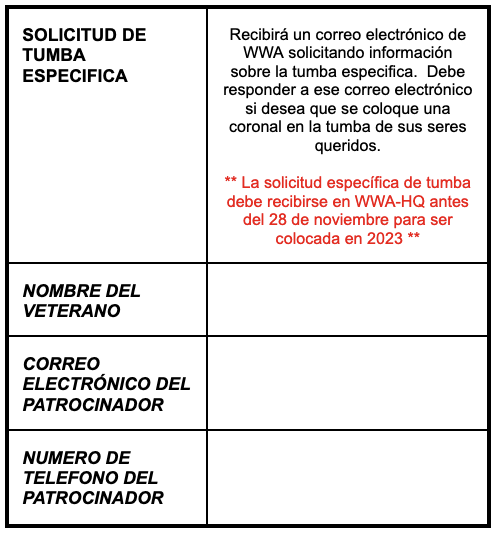 SOLICITUD DE
TUMBA
ESPECIFICA
Recibirá un correo electrónico de
WWA solicitando información
sobre la tumba especifica.  Debe
responder a ese correo electrónico
si desea que se coloque una
coronal en la tumba de sus seres
queridos.
** La solicitud específica de tumba
debe recibirse en WWA-HQ antes
del 28 de noviembre para ser
colocada en 2023 **
NOMBRE DEL
VETERANO
CORREO
ELECTRÓNICO DEL
PATROCINADOR
NUMERO DE
TELEFONO DEL
PATROCINADOR